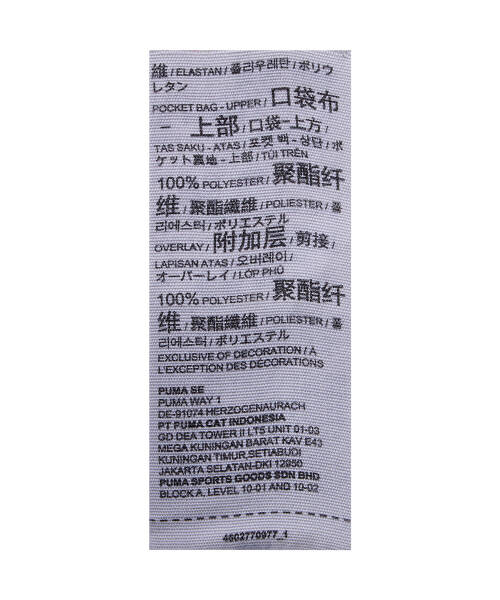 維 / ELASTAN / 폴리우레탄 / ポリウ
レタン
POCKET BAG - UPPER / 口袋布
- 上部 / 口袋-上方 /
TAS SAKU - ATAS / 포켓 백 - 상단 / ポ
ケット裏地 - 上部 / TÚI TRÊN
100% POLYESTER / 聚酯纤
维 / 聚酯纖維 / POLIESTER / 폴
리에스터 / ポリエステル
OVERLAY / 附加层 / 剪接 /
LAPISAN ATAS / 오버레이 /
オーバーレイ / LỚP PHỦ
100% POLYESTER / 聚酯纤
维 / 聚酯纖維 / POLIESTER / 폴
리에스터 / ポリエステル
EXCLUSIVE OF DECORATION / À
L'EXCEPTION DES DÉCORATIONS
PUMA SE
PUMA WAY 1
DE-91074 HERZOGENAURACH
PT PUMA CAT INDONESIA
GD DEA TOWER II LTS UNIT 01-03
MEGA KUNINGAN BARAT KAV E43
KUNINGAN TIMUR, SETIABUDI
JAKARTA SELATAN-DKI 12950
PUMA SPORTS GOODS SDN BHD
BLOCK A, LEVEL 10-01 AND 10-02
4603770977_1